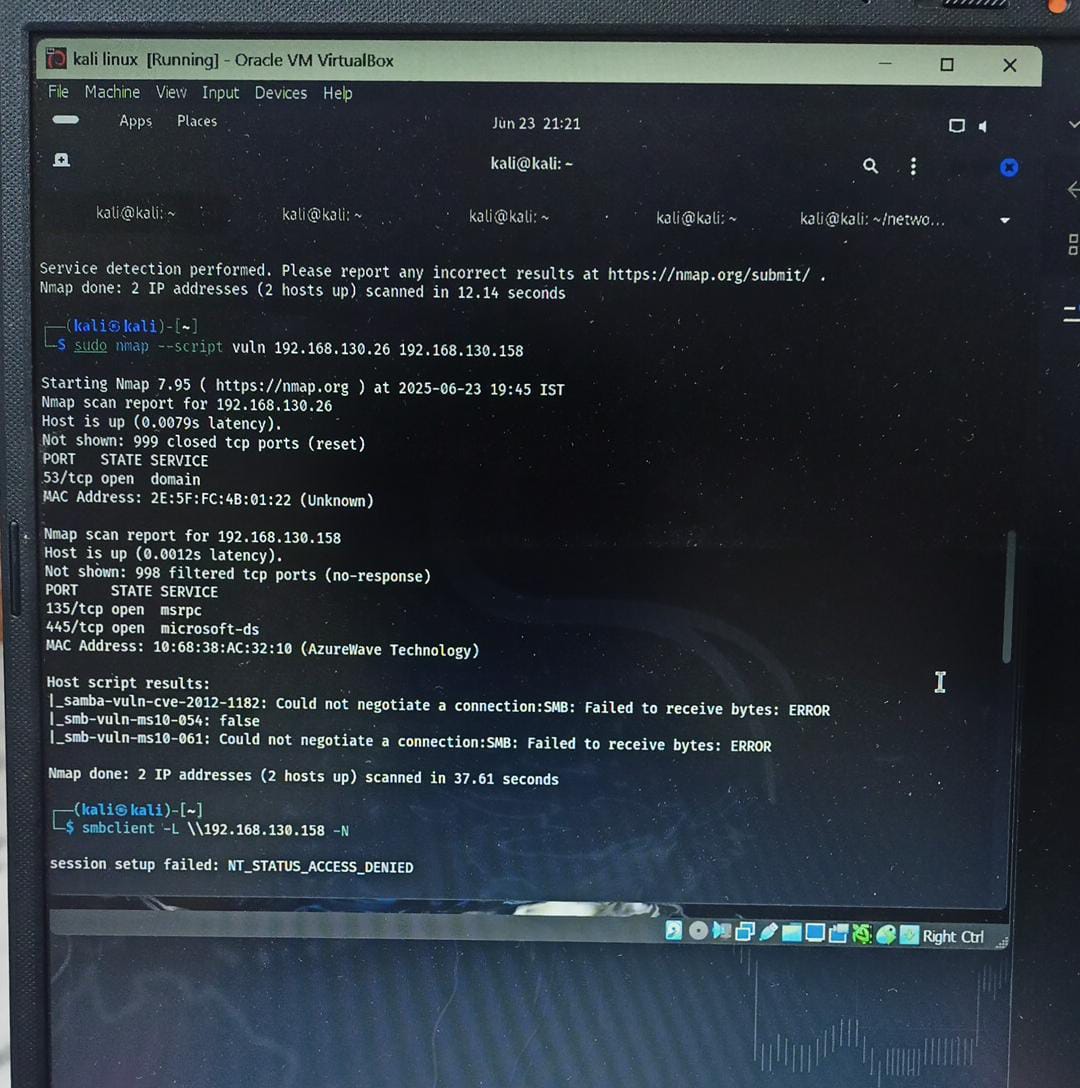 kali linux [Running] - Oracle VM VirtualBox
File Machine View Input Devices Help
Apps Places Jun 23 21:21
kali@kali: ~
kali@kali: ~ kali@kali: ~ kali@kali: ~ kali@kali: ~ kali@kali: ~/netwo...
Service detection performed. Please report any incorrect results at https://nmap.org/submit/ .
Nmap done: 2 IP addresses (2 hosts up) scanned in 12.14 seconds
┌──(kali㉿kali)-[~]
└─$ sudo nmap --script vuln 192.168.130.26 192.168.130.158
Starting Nmap 7.95 ( https://nmap.org ) at 2025-06-23 19:45 IST
Nmap scan report for 192.168.130.26
Host is up (0.0079s latency).
Not shown: 999 closed tcp ports (reset)
PORT   STATE SERVICE
53/tcp open  domain
MAC Address: 2E:5F:FC:4B:01:22 (Unknown)
Nmap scan report for 192.168.130.158
Host is up (0.0012s latency).
Not shown: 998 filtered tcp ports (no-response)
PORT    STATE SERVICE
135/tcp open  msrpc
445/tcp open  microsoft-ds
MAC Address: 10:68:38:AC:32:10 (AzureWave Technology)
Host script results:
|_samba-vuln-cve-2012-1182: Could not negotiate a connection:SMB: Failed to receive bytes: ERROR
|_smb-vuln-ms10-054: false
|_smb-vuln-ms10-061: Could not negotiate a connection:SMB: Failed to receive bytes: ERROR
Nmap done: 2 IP addresses (2 hosts up) scanned in 37.61 seconds
┌──(kali㉿kali)-[~]
└─$ smbclient -L \\192.168.130.158 -N
session setup failed: NT_STATUS_ACCESS_DENIED
Right Ctrl